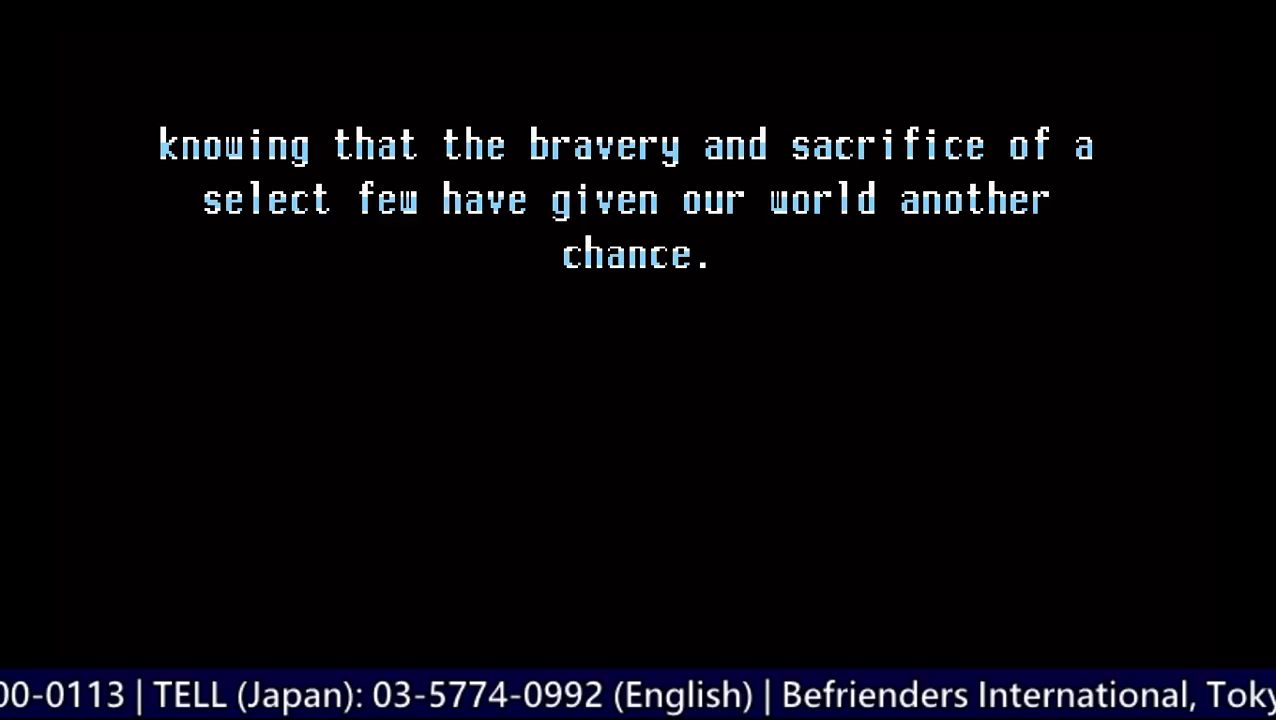 knowing that the bravery and sacrifice of a
select few have given our world another
chance.
00-0113 | TELL (Japan): 03-5774-0992 (English) | Befrienders International, Toky